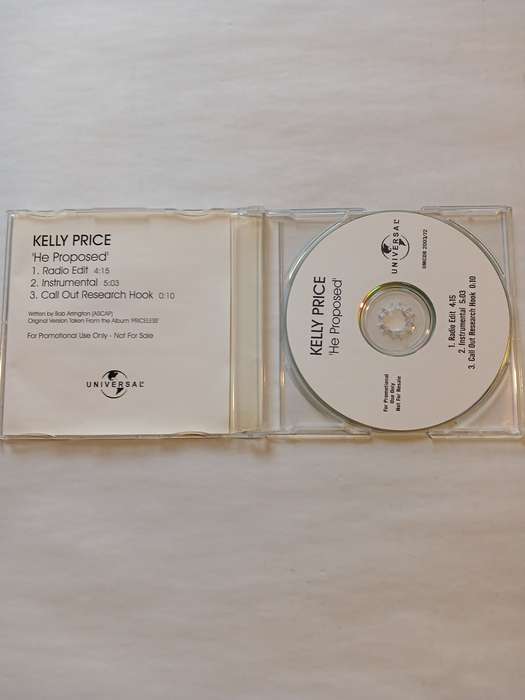 KELLY PRICE
'He Proposed'
1. Radio Edit 4:15
2. Instrumental 5:03
3. Call Out Research Hook 0:10
Written by Bob Arrington (ASCAP)
Original Version Taken From the Album 'PRICELESS'
For Promotional Use Only - Not For Sale
UNIVERSAL
KELLY PRICE
'He Proposed'
UNIVERSAL
1. Radio Edit 4.15
2. Instrumental 5.03
3. Call Out Research Hook 0.10
For Promotional
Use Only
Not For Resale